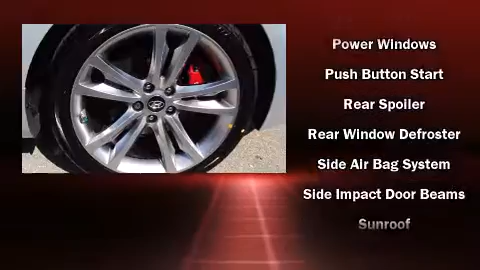 Power Windows
Push Button Start
Rear Spoiler
Rear Window Defroster
Side Air Bag System
Side Impact Door Beams
Sunroof